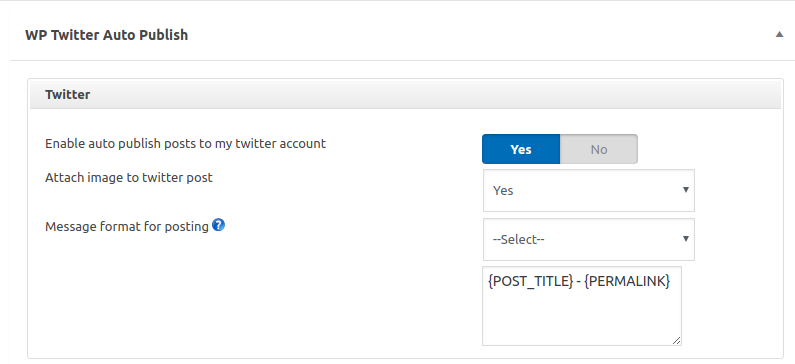 WP Twitter Auto Publish
Twitter
Enable auto publish posts to my twitter account
Yes
No
Attach image to twitter post
Yes
Message format for posting ?
--Select--
{POST_TITLE} - {PERMALINK}